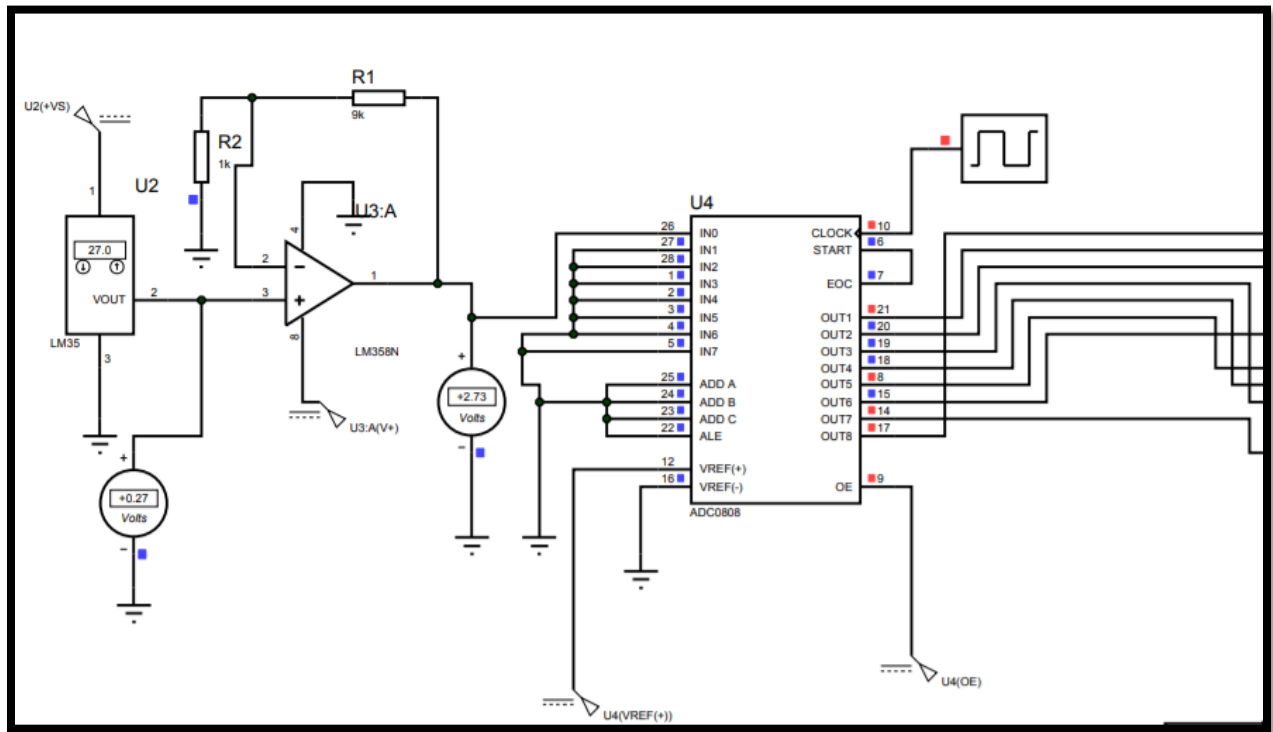 R1
9k
U2(+VS)
R2
1k
1
U2
27.0
VOUT
2
LM35
3
4
U3:A
2
3
1
8
LM358N
U3:A(V+)
+
+0.27
Volts
−
+
+2.73
Volts
−
U4
26 IN0
27 IN1
28 IN2
1 IN3
2 IN4
3 IN5
4 IN6
5 IN7
25 ADD A
24 ADD B
23 ADD C
22 ALE
12 VREF(+)
16 VREF(-)
CLOCK 10
START 6
EOC 7
OUT1 21
OUT2 20
OUT3 19
OUT4 18
OUT5 8
OUT6 15
OUT7 14
OUT8 17
OE 9
ADC0808
U4(OE)
U4(VREF(+))